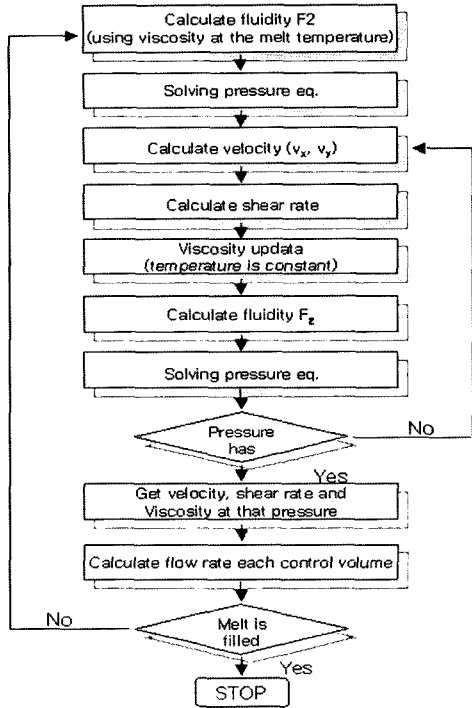 Calculate fluidity F2
(using viscosity at the melt temperature)
Solving pressure eq.
Calculate velocity (vx, vy)
Calculate shear rate
Viscosity updata
(temperature is constant)
Calculate fluidity F2
Solving pressure eq.
Pressure
has
No
Yes
Get velocity, shear rate and
Viscosity at that pressure
Calculate flow rate each control volume
Melt is
filled
No
Yes
STOP